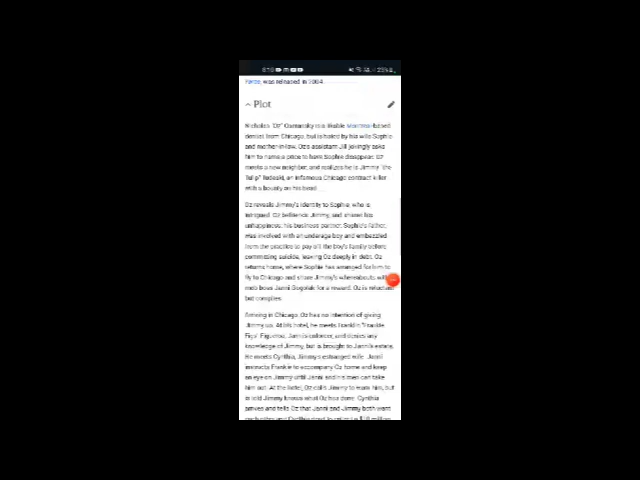 was released in 2004
Plot
Nicholas "Oz" Oseransky is a likable Montreal-based
dentist from Chicago, but is hated by his wife Sophie
and mother-in-law. Oz's assistant Jill jokingly asks
him to name a price to have Sophie disappear. Oz
meets a new neighbor, and realizes he is Jimmy "the
Tulip" Tudeski, an infamous Chicago contract killer
with a bounty on his head.
Oz reveals Jimmy's identity to Sophie, who is
intrigued. Oz befriends Jimmy, and shares his
unhappiness: his business partner, Sophie's father,
was involved with an underage boy and embezzled
from the practice to pay off the boy's family before
committing suicide, leaving Oz deeply in debt. Oz
returns home, where Sophie has arranged for him to
fly to Chicago and share Jimmy's whereabouts with
mob boss Janni Gogolak for a reward. Oz is reluctant
but complies.
Arriving in Chicago, Oz has no intention of giving
Jimmy up. At his hotel, he meets Franklin "Frankie
Figs" Figueroa, Janni's enforcer, and denies any
knowledge of Jimmy, but is brought to Janni's estate.
He meets Cynthia, Jimmy's estranged wife. Janni
instructs Frankie to accompany Oz home and keep
an eye on Jimmy until Janni and his men can take
him out. At the hotel, Oz calls Jimmy to warn him, but
is told Jimmy knows what Oz has done. Cynthia
arrives and tells Oz that Janni and Jimmy both want